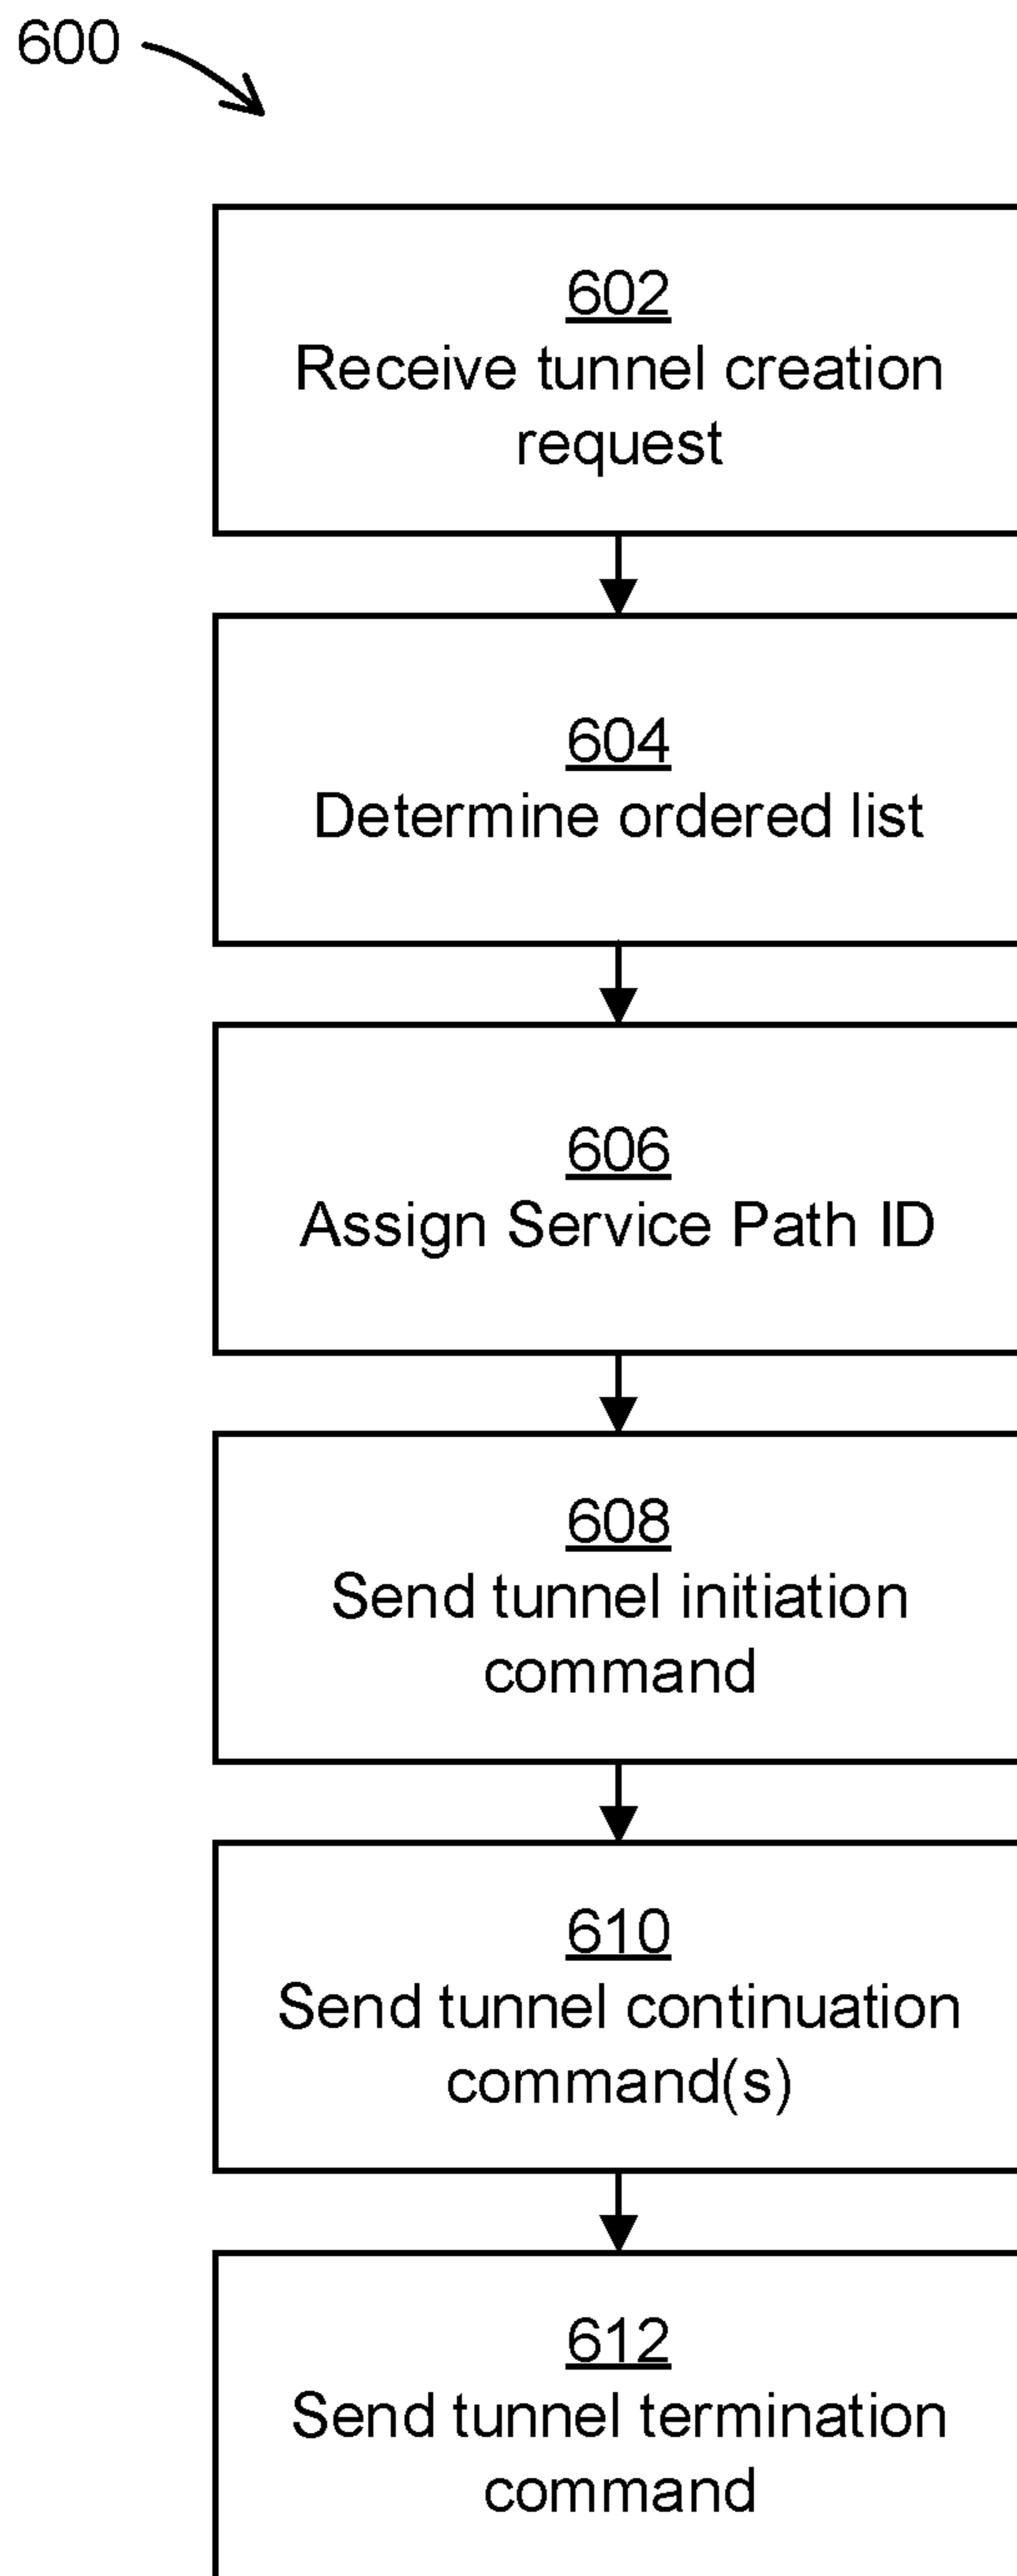 600
602
Receive tunnel creation
request
604
Determine ordered list
606
Assign Service Path ID
608
Send tunnel initiation
command
610
Send tunnel continuation
command(s)
612
Send tunnel termination
command